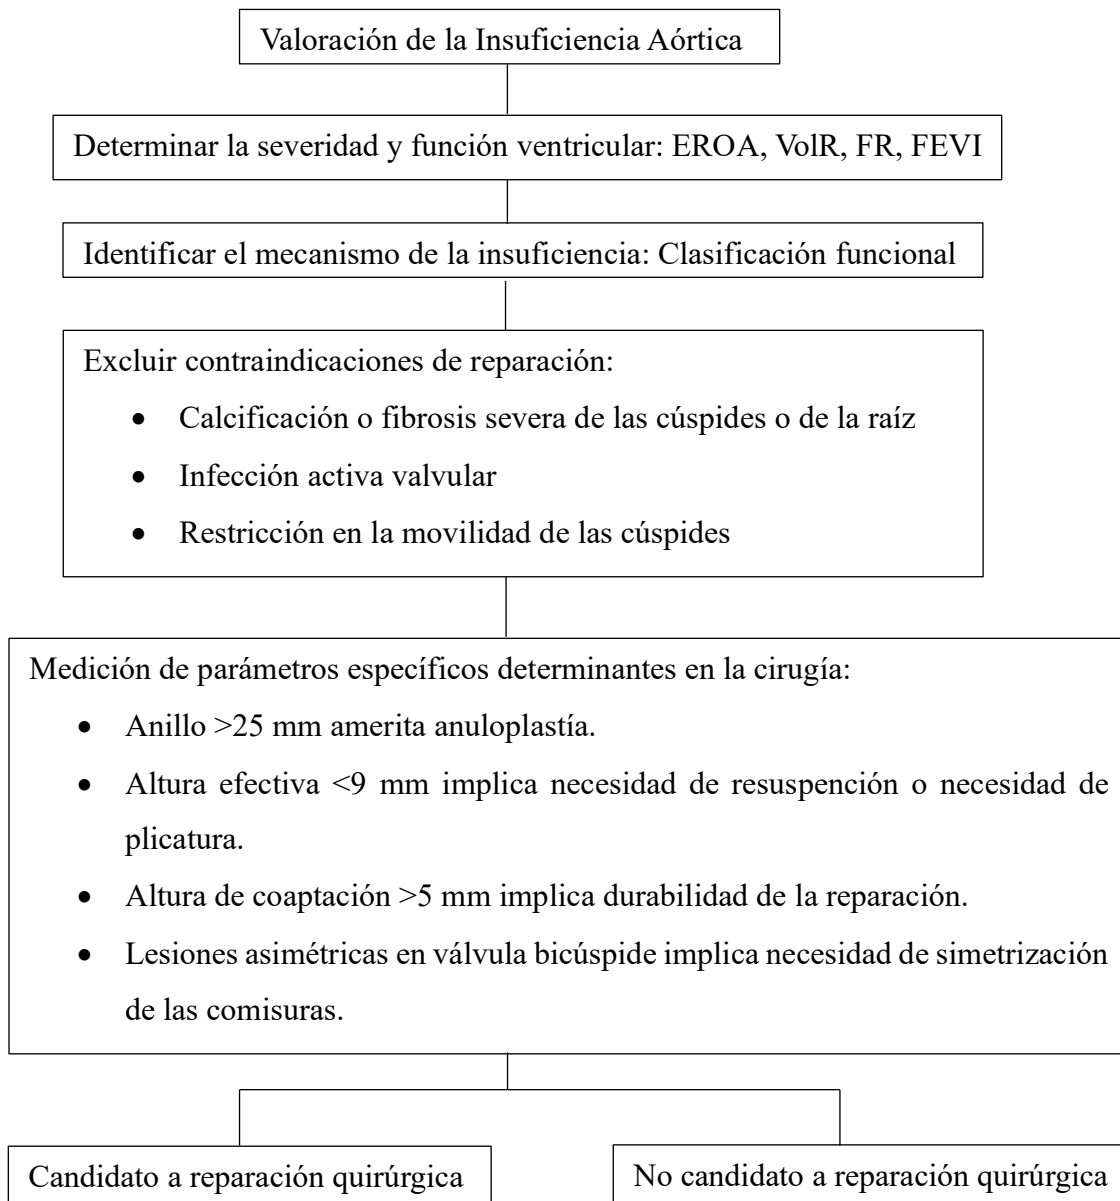 Valoración de la Insuficiencia Aórtica
Determinar la severidad y función ventricular: EROA, VolR, FR, FEVI
Identificar el mecanismo de la insuficiencia: Clasificación funcional
Excluir contraindicaciones de reparación:
• Calcificación o fibrosis severa de las cúspides o de la raíz
• Infección activa valvular
• Restricción en la movilidad de las cúspides
Medición de parámetros específicos determinantes en la cirugía:
• Anillo >25 mm amerita anuloplastía.
• Altura efectiva <9 mm implica necesidad de resuspención o necesidad de
plicatura.
• Altura de coaptación >5 mm implica durabilidad de la reparación.
• Lesiones asimétricas en válvula bicúspide implica necesidad de simetrización
de las comisuras.
Candidato a reparación quirúrgica
No candidato a reparación quirúrgica